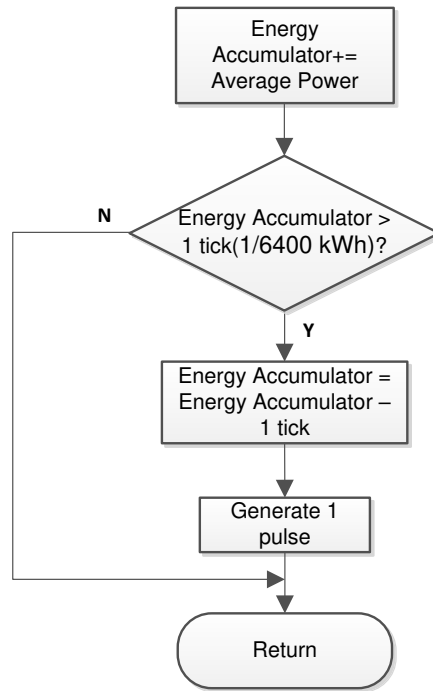 Energy
Accumulator+=
Average Power
N
Energy Accumulator >
1 tick(1/6400 kWh)?
Y
Energy Accumulator =
Energy Accumulator –
1 tick
Generate 1
pulse
Return